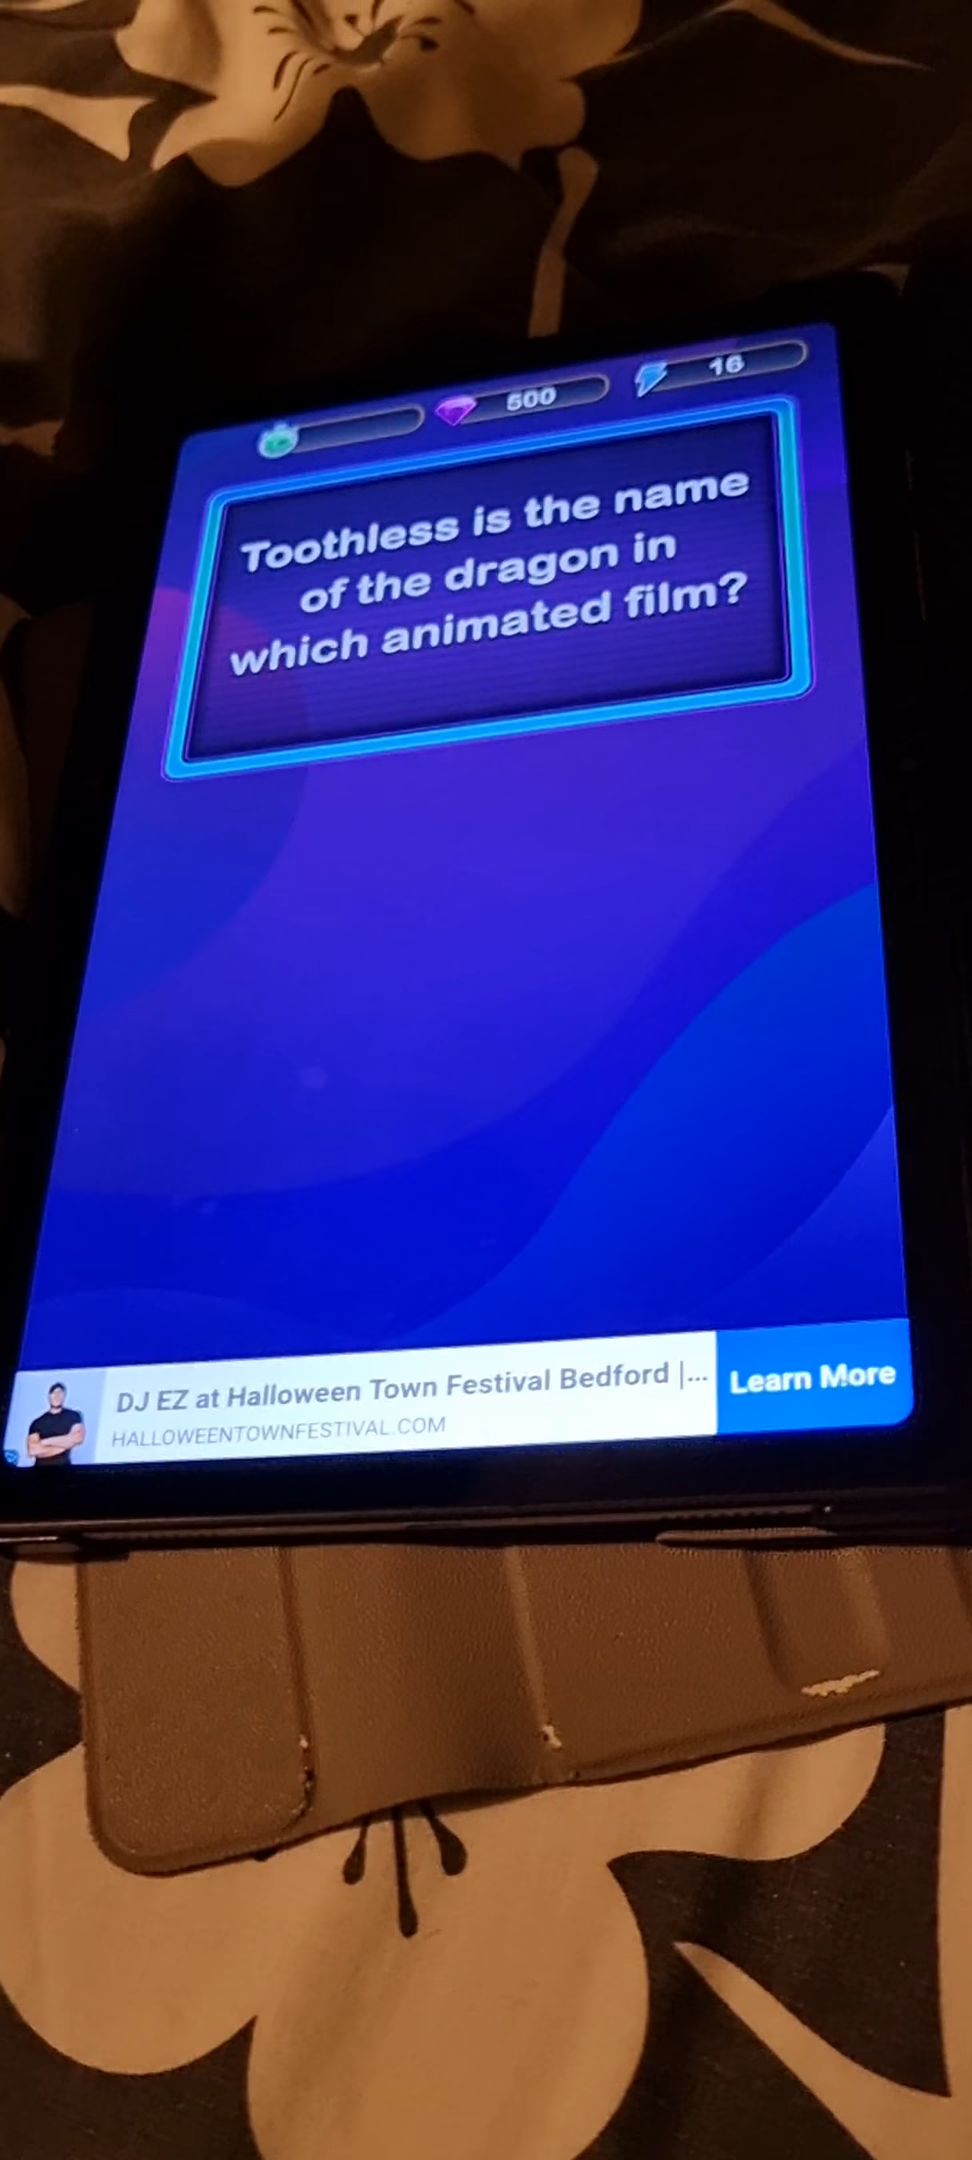 500
16
Toothless is the name
of the dragon in
which animated film?
DJ EZ at Halloween Town Festival Bedford |...
HALLOWEENTOWNFESTIVAL.COM
Learn More